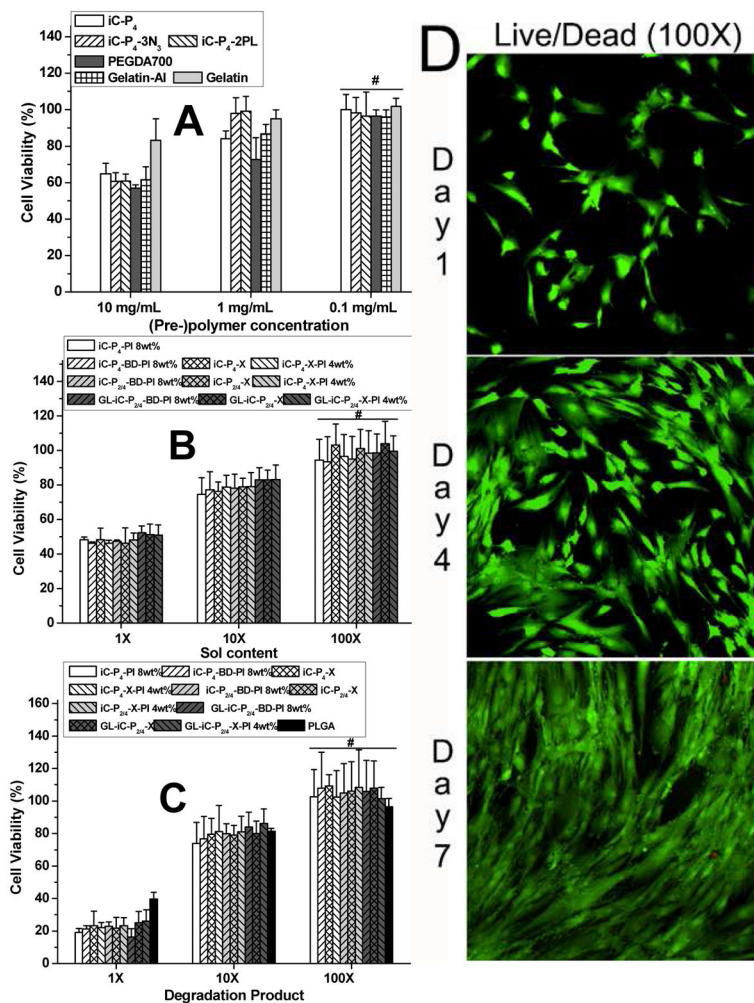 iC-P4
iC-P4-3N3 iC-P4-2PL
PEGDA700
Gelatin-Al Gelatin
A
#
140
120
100
80
60
40
20
0
Cell Viability (%)
10 mg/mL 1 mg/mL 0.1 mg/mL
(Pre-)polymer concentration
iC-P4-PI 8wt%
iC-P4-BD-PI 8wt% iC-P4-X iC-P4-X-PI 4wt%
iC-P2/4-BD-PI 8wt% iC-P2/4-X iC-P4-X-PI 4wt%
GL-iC-P2/4-BD-PI 8wt% GL-iC-P2/4-X GL-iC-P2/4-X-PI 4wt%
B
#
140
120
100
80
60
40
20
0
Cell Viability (%)
1X 10X 100X
Sol content
iC-P4-PI 8wt% iC-P4-BD-PI 8wt% iC-P4-X
iC-P4-X-PI 4wt% iC-P2/4-BD-PI 8wt% iC-P2/4-X
iC-P2/4-X-PI 4wt% GL-iC-P2/4-BD-PI 8wt%
GL-iC-P2/4-X GL-iC-P2/4-X-PI 4wt% PLGA
C
#
160
140
120
100
80
60
40
20
0
Cell Viability (%)
1X 10X 100X
Degradation Product
D
Live/Dead (100X)
Day 1
Day 4
Day 7